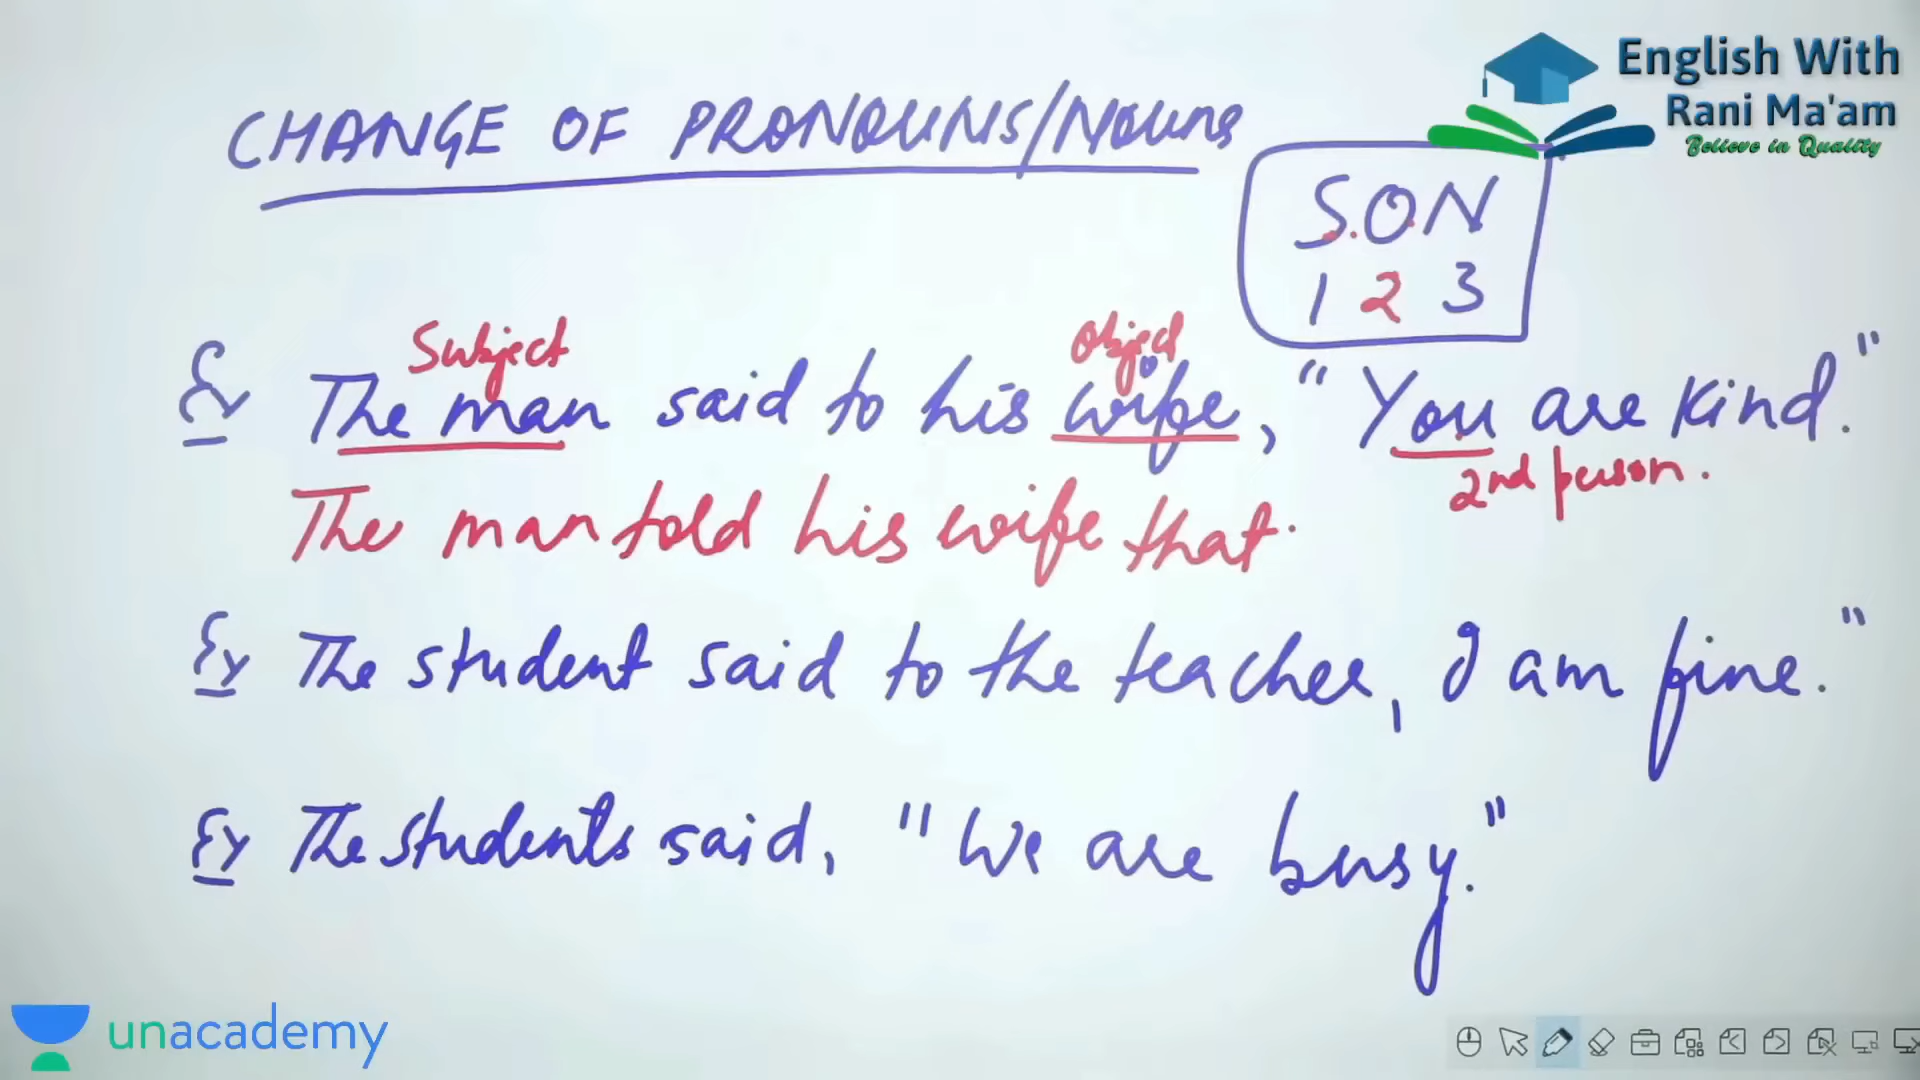 English With
Rani Ma'am
Believe in Quality
CHANGE OF PRONOUNS/NOUNS
S.O.N
1 2 3
Subject
Object
Ex The man said to his wife, "You are kind."
2nd person.
The man told his wife that.
Ex The student said to the teacher, I am fine."
Ex The students said, "We are busy."
unacademy